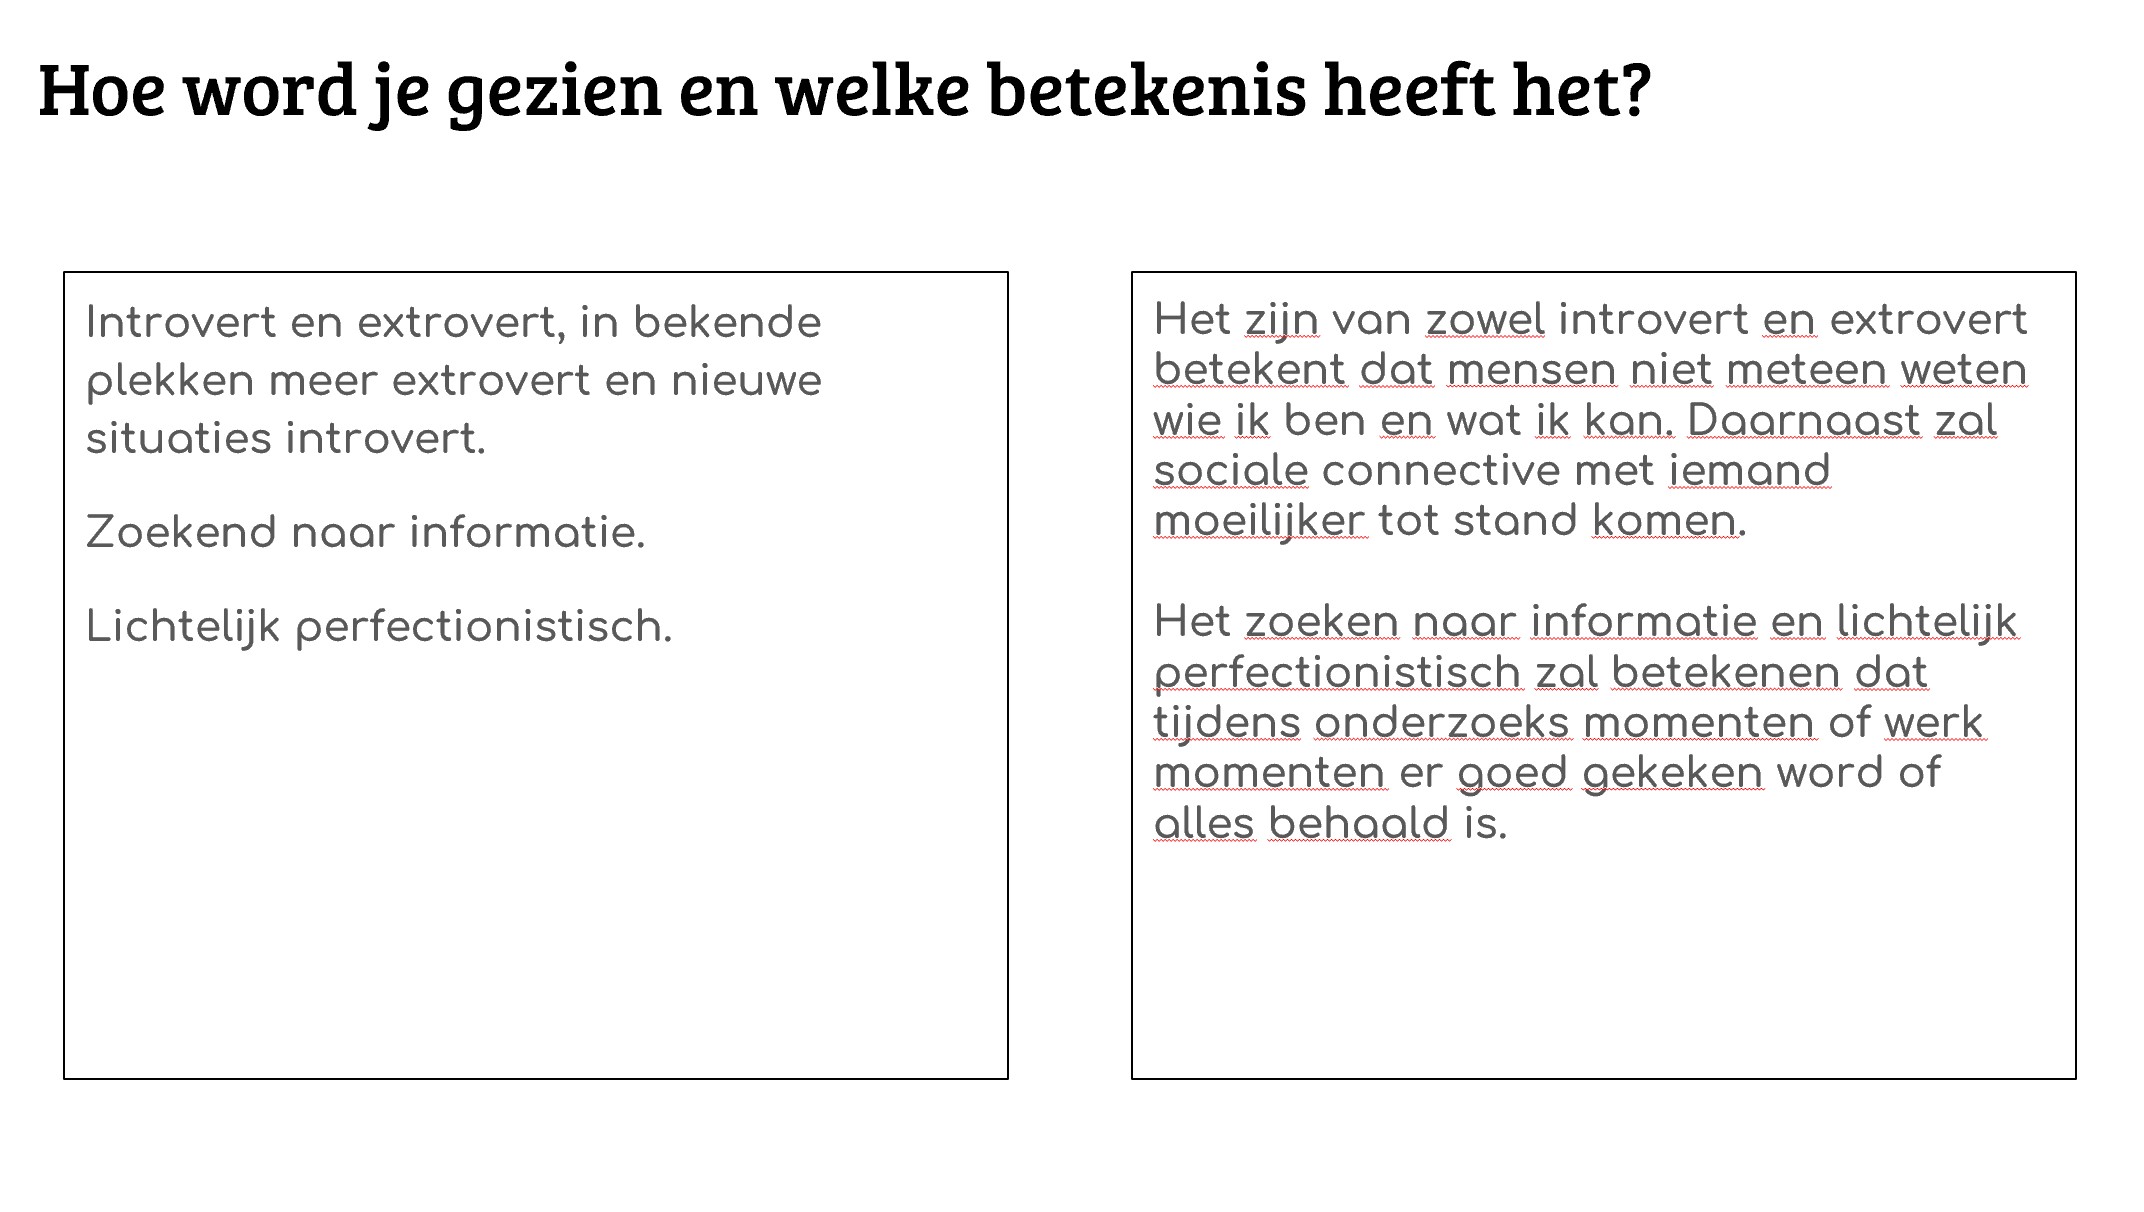 Hoe word je gezien en welke betekenis heeft het?
Introvert en extrovert, in bekende
plekken meer extrovert en nieuwe
situaties introvert.
Zoekend naar informatie.
Lichtelijk perfectionistisch.
Het zijn van zowel introvert en extrovert
betekent dat mensen niet meteen weten
wie ik ben en wat ik kan. Daarnaast zal
sociale connective met iemand
moeilijker tot stand komen.
Het zoeken naar informatie en lichtelijk
perfectionistisch zal betekenen dat
tijdens onderzoeks momenten of werk
momenten er goed gekeken word of
alles behaald is.